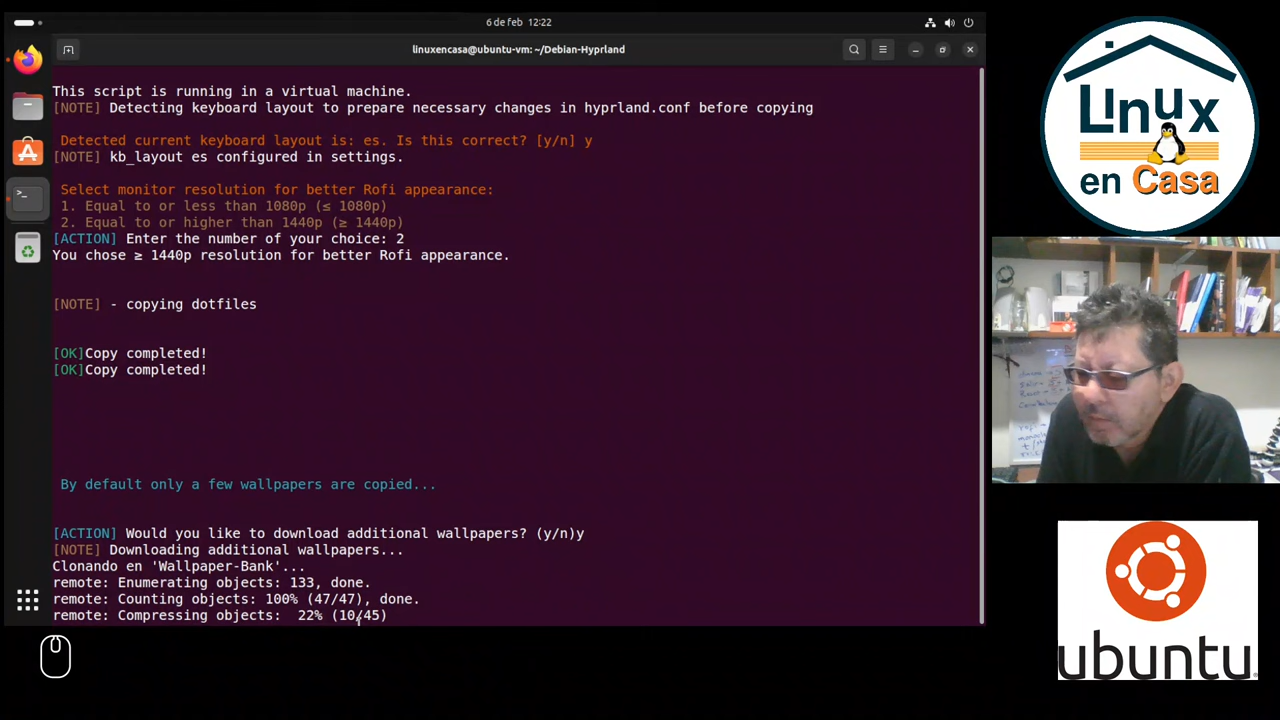 6 de feb 12:22
linuxencasa@ubuntu-vm: ~/Debian-Hyprland
This script is running in a virtual machine.
[NOTE] Detecting keyboard layout to prepare necessary changes in hyprland.conf before copying
Detected current keyboard layout is: es. Is this correct? [y/n] y
[NOTE] kb_layout es configured in settings.
Select monitor resolution for better Rofi appearance:
1. Equal to or less than 1080p (≤ 1080p)
2. Equal to or higher than 1440p (≥ 1440p)
[ACTION] Enter the number of your choice: 2
You chose ≥ 1440p resolution for better Rofi appearance.
[NOTE] - copying dotfiles
[OK]Copy completed!
[OK]Copy completed!
By default only a few wallpapers are copied...
[ACTION] Would you like to download additional wallpapers? (y/n)y
[NOTE] Downloading additional wallpapers...
Clonando en 'Wallpaper-Bank'...
remote: Enumerating objects: 133, done.
remote: Counting objects: 100% (47/47), done.
remote: Compressing objects:  22% (10/45)
LInux
en Casa
ubuntu